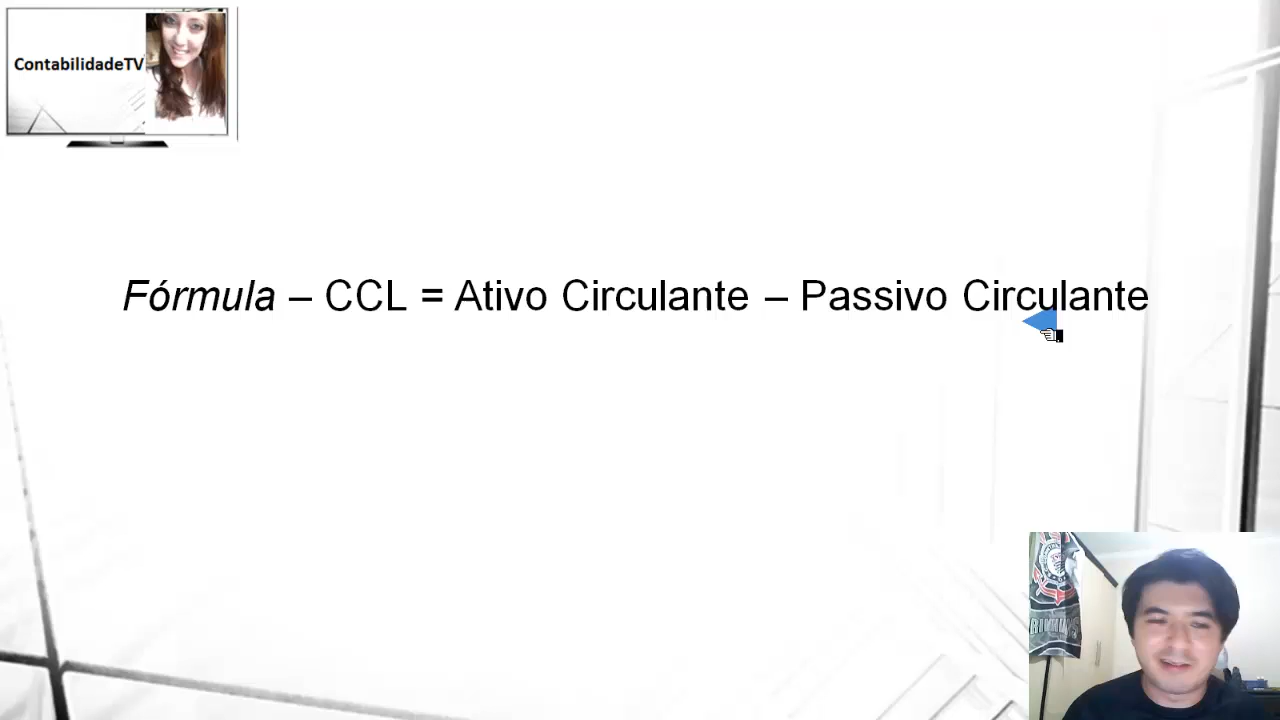 ContabilidadeTV
Fórmula – CCL = Ativo Circulante – Passivo Circulante